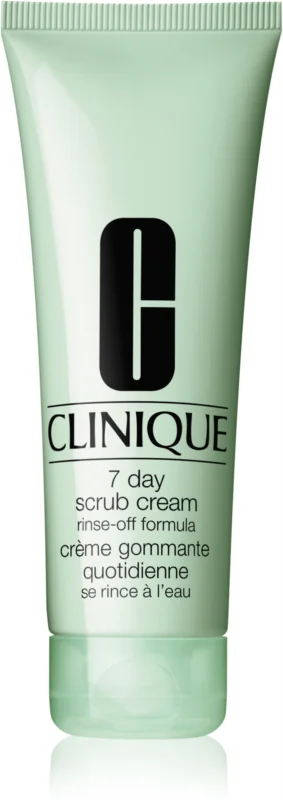 C
CLINIQUE
7 day
scrub cream
rinse-off formula
crème gommante
quotidienne
se rince à l'eau